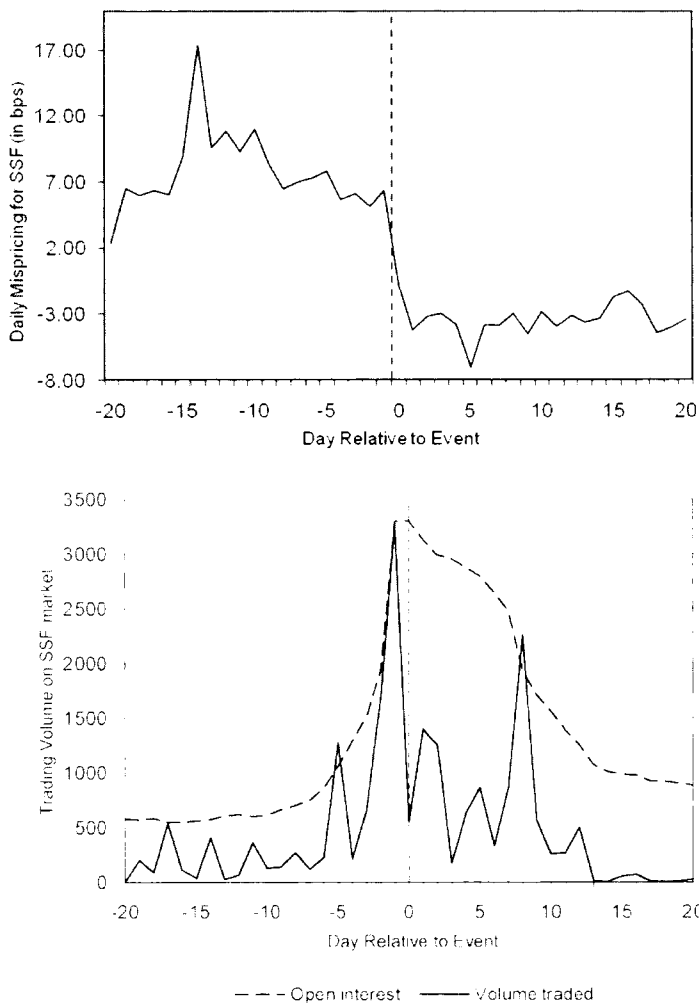 17.00
12.00
7.00
2.00
-3.00
-8.00
Daily Mispricing for SSF (in bps)
-20 -15 -10 -5 0 5 10 15 20
Day Relative to Event
3500
3000
2500
2000
1500
1000
500
0
Trading Volume on SSF market
-20 -15 -10 -5 0 5 10 15 20
Day Relative to Event
Open interest Volume traded